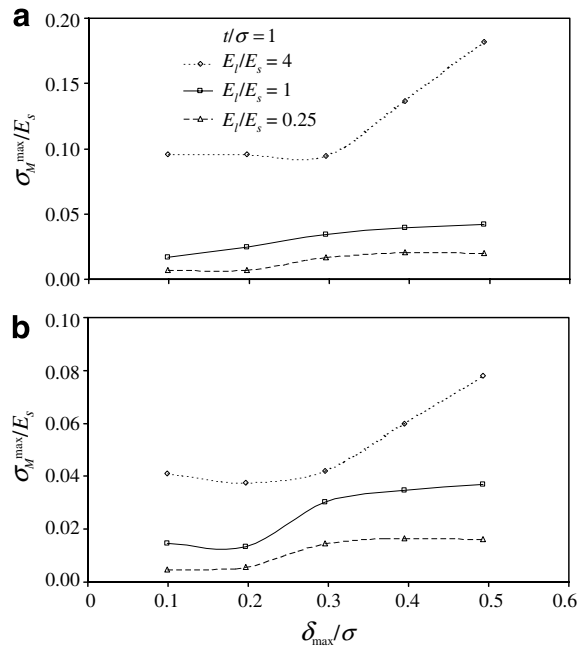 a
0.20
0.15
0.10
0.05
0.00
σ_M^max/E_s
t/σ = 1
E_l/E_s = 4
E_l/E_s = 1
E_l/E_s = 0.25
b
0.10
0.08
0.06
0.04
0.02
0.00
σ_M^max/E_s
0 0.1 0.2 0.3 0.4 0.5 0.6
δ_max/σ